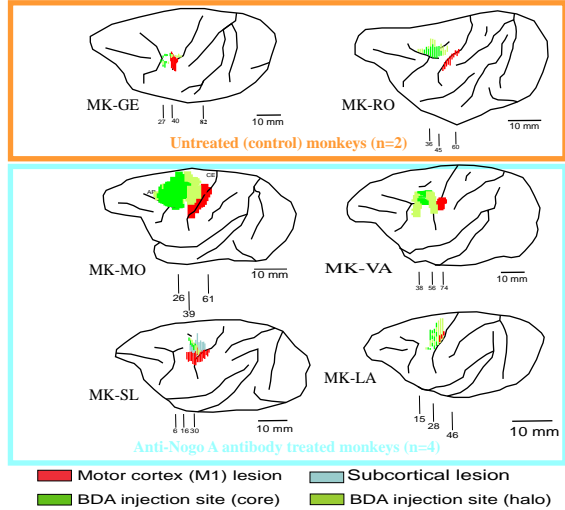 MK-GE
27 40 82
10 mm
MK-RO
36 45 60
10 mm
Untreated (control) monkeys (n=2)
AP
CE
MK-MO
26 39 61
10 mm
MK-VA
38 56 74
10 mm
MK-SL
6 16 30
10 mm
MK-LA
15 28 46
10 mm
Anti-Nogo A antibody treated monkeys (n=4)
Motor cortex (M1) lesion
Subcortical lesion
BDA injection site (core)
BDA injection site (halo)